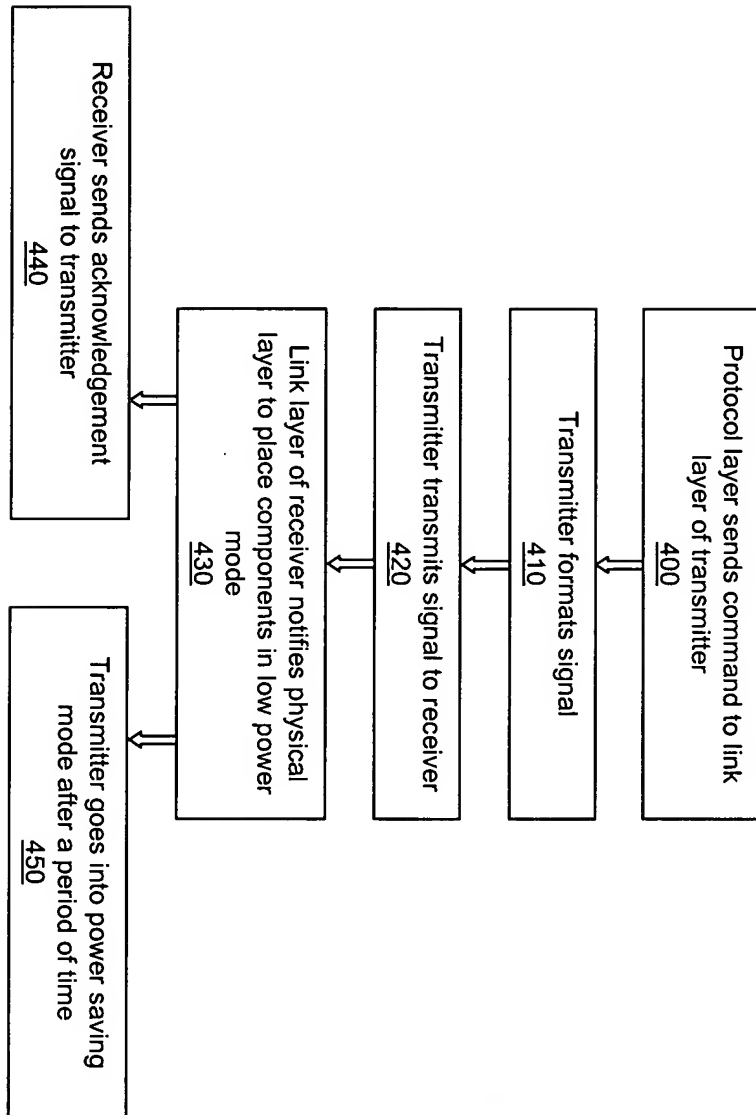 Protocol layer sends command to link
layer of transmitter
400
Transmitter formats signal
410
Transmitter transmits signal to receiver
420
Link layer of receiver notifies physical
layer to place components in low power
mode
430
Receiver sends acknowledgement
signal to transmitter
440
Transmitter goes into power saving
mode after a period of time
450